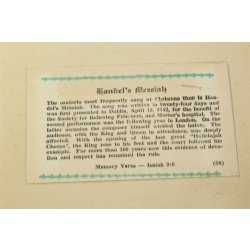 Handel's Messiah
The oratorio most frequently sung at Christmas time is Han-
del's Messiah. The song was written in twenty-four days and
was first presented in Dublin, April 13, 1742, for the benefit of
the Society for Relieving Prisoners, and Mercer's hospital. The
second performance was the following year in London. On the
latter occasion the composer himself wielded the baton. The
audience, with the King and Queen in attendance, was deeply
affected. With the opening of the last great "Hallelujah
Chorus", the King rose to his feet and the court followed his
example. For more than 200 years now this evidence of devo-
tion and respect has remained the rule.
Memory Verse — Isaiah 9:6